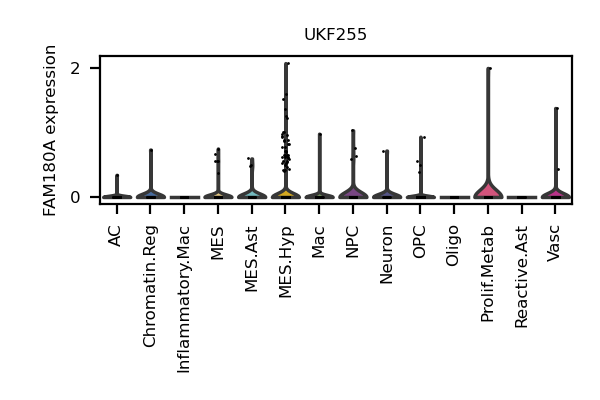 UKF255
FAM180A expression
2
0
AC
Chromatin.Reg
Inflammatory.Mac
MES
MES.Ast
MES.Hyp
Mac
NPC
Neuron
OPC
Oligo
Prolif.Metab
Reactive.Ast
Vasc